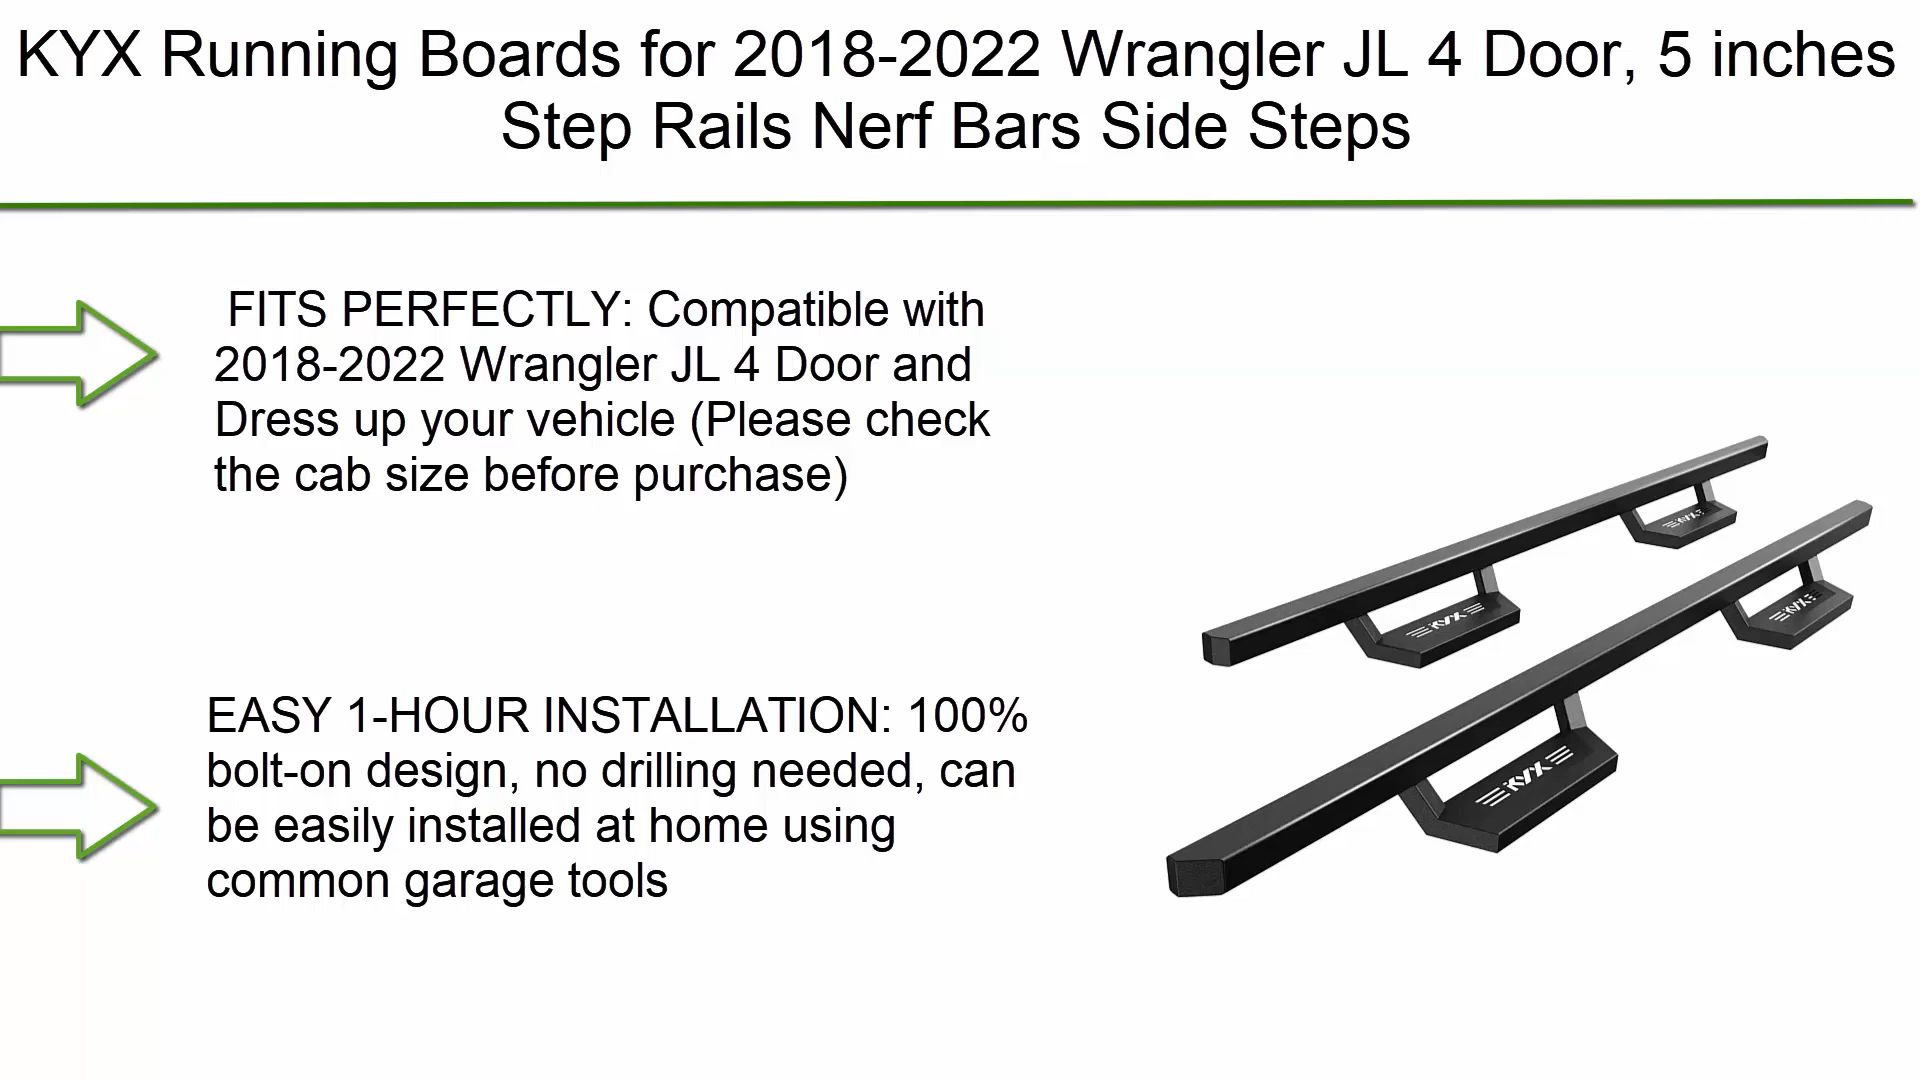 KYX Running Boards for 2018-2022 Wrangler JL 4 Door, 5 inches
Step Rails Nerf Bars Side Steps
FITS PERFECTLY: Compatible with
2018-2022 Wrangler JL 4 Door and
Dress up your vehicle (Please check
the cab size before purchase)
EASY 1-HOUR INSTALLATION: 100%
bolt-on design, no drilling needed, can
be easily installed at home using
common garage tools
KYX
KYX
KYX
KYX